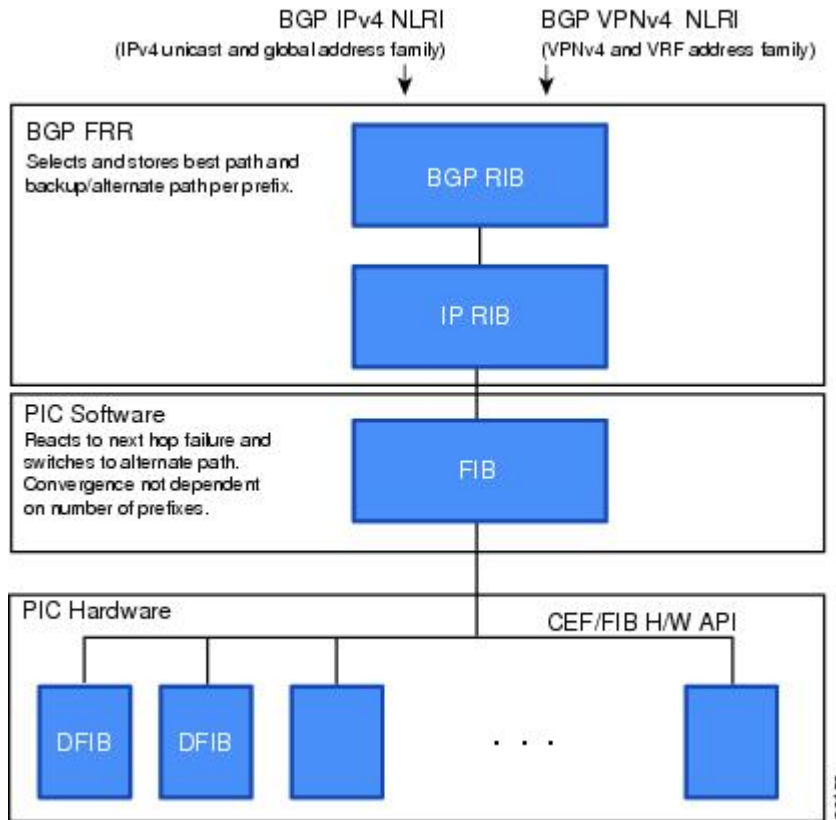 BGP IPv4 NLRI
(IPv4 unicast and global address family)
BGP VPNv4 NLRI
(VPNv4 and VRF address family)
BGP FRR
Selects and stores best path and
backup/alternate path per prefix.
BGP RIB
IP RIB
PIC Software
Reacts to next hop failure and
switches to alternate path.
Convergence not dependent
on number of prefixes.
FIB
PIC Hardware
CEF/FIB H/W API
DFIB
DFIB
. . .